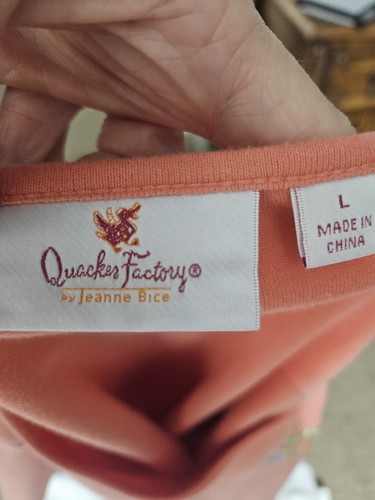 Quacker Factory®
by Jeanne Bice
L
MADE IN
CHINA